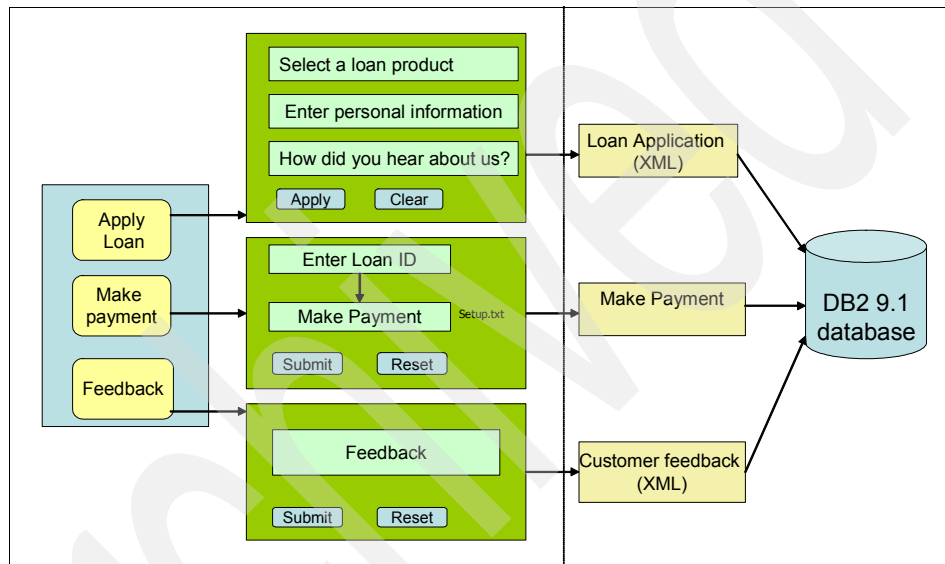 Select a loan product
Enter personal information
How did you hear about us?
Apply
Clear
Loan Application
(XML)
Apply
Loan
Make
payment
Feedback
Enter Loan ID
Make Payment
Setup.txt
Submit
Reset
Make Payment
DB2 9.1
database
Feedback
Submit
Reset
Customer feedback
(XML)